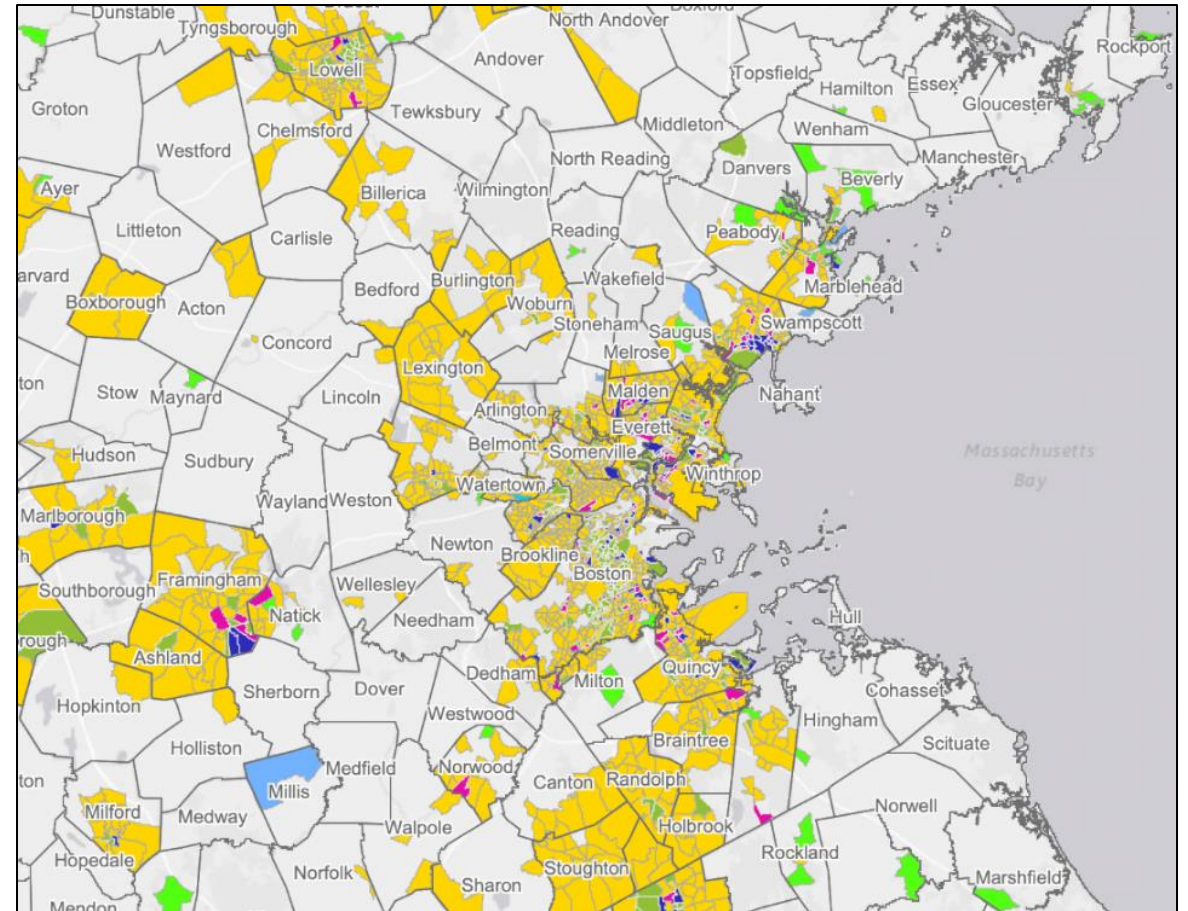 Dunstable
Tyngsborough
North Andover
Rockport
Andover
Lowell
Topsfield
Hamilton
Essex
Gloucester
Groton
Tewksbury
Chelmsford
Middleton
Wenham
Westford
North Reading
Manchester
Danvers
Beverly
Ayer
Billerica
Wilmington
Littleton
Carlisle
Reading
Peabody
arvard
Burlington
Wakefield
Bedford
Marblehead
Boxborough
Acton
Woburn
Stoneham
Saugus
Swampscott
Concord
Melrose
Lexington
ton
Stow
Maynard
Lincoln
Malden
Nahant
Arlington
Everett
Belmont
Somerville
Massachusetts
Bay
Hudson
Sudbury
Winthrop
Watertown
Wayland
Weston
Marlborough
Newton
Brookline
h
Southborough
Framingham
Boston
Wellesley
Natick
Needham
Hull
rough
Ashland
Dedham
Milton
Quincy
Sherborn
Dover
Cohasset
Hopkinton
Westwood
Hingham
Holliston
Braintree
Scituate
ton
Medfield
Norwood
Canton
Randolph
Millis
Norwell
Milford
Medway
Walpole
Holbrook
Hopedale
Rockland
Norfolk
Stoughton
Sharon
Marshfield
Mendon